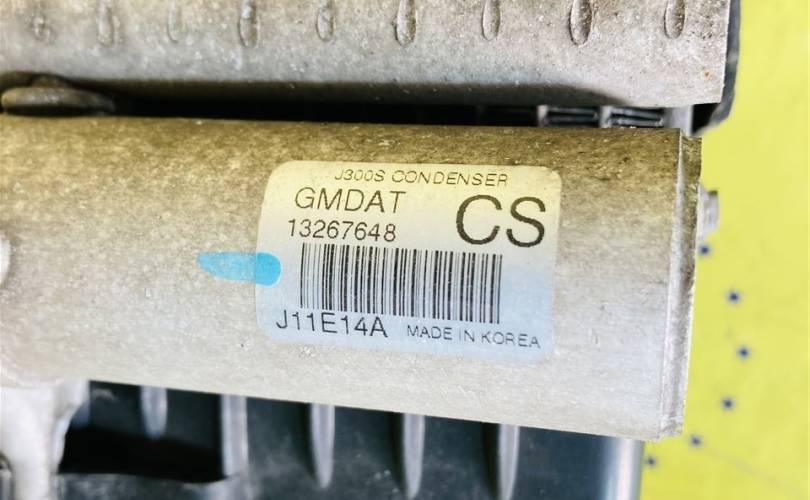 J300S CONDENSER
GMDAT
CS
13267648
J11E14A
MADE IN KOREA